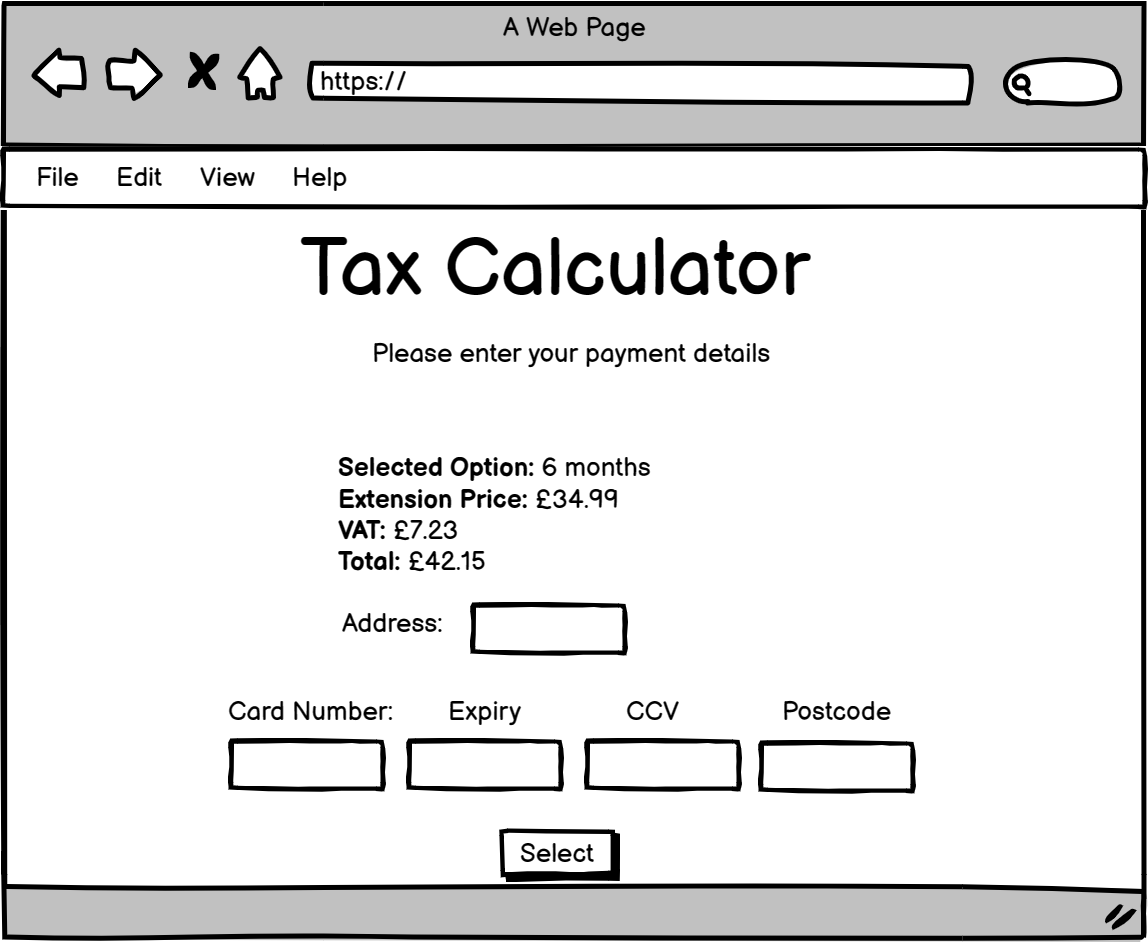 A Web Page
https://
File Edit View Help
Tax Calculator
Please enter your payment details
Selected Option: 6 months
Extension Price: £34.99
VAT: £7.23
Total: £42.15
Address:
Card Number: Expiry CCV Postcode
Select